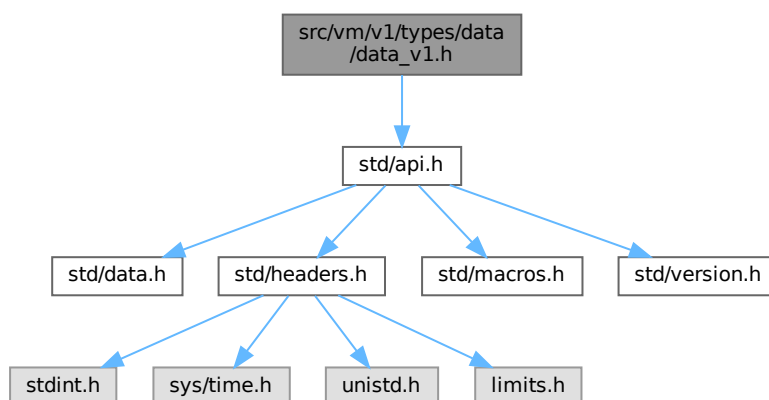 src/vm/v1/types/data
/data_v1.h
std/api.h
std/data.h
std/headers.h
std/macros.h
std/version.h
stdint.h
sys/time.h
unistd.h
limits.h